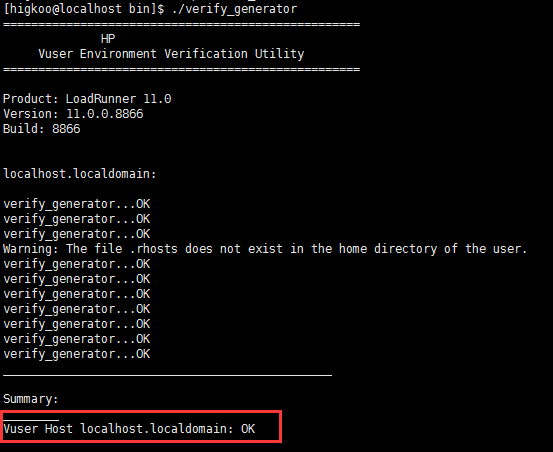 [higkoo@localhost bin]$ ./verify_generator
===================================================
HP
Vuser Environment Verification Utility
===================================================
Product: LoadRunner 11.0
Version: 11.0.0.8866
Build: 8866
localhost.localdomain:
verify_generator...OK
verify_generator...OK
verify_generator...OK
Warning: The file .rhosts does not exist in the home directory of the user.
verify_generator...OK
verify_generator...OK
verify_generator...OK
verify_generator...OK
verify_generator...OK
verify_generator...OK
verify_generator...OK
_______________________________________________
Summary:
________
Vuser Host localhost.localdomain: OK